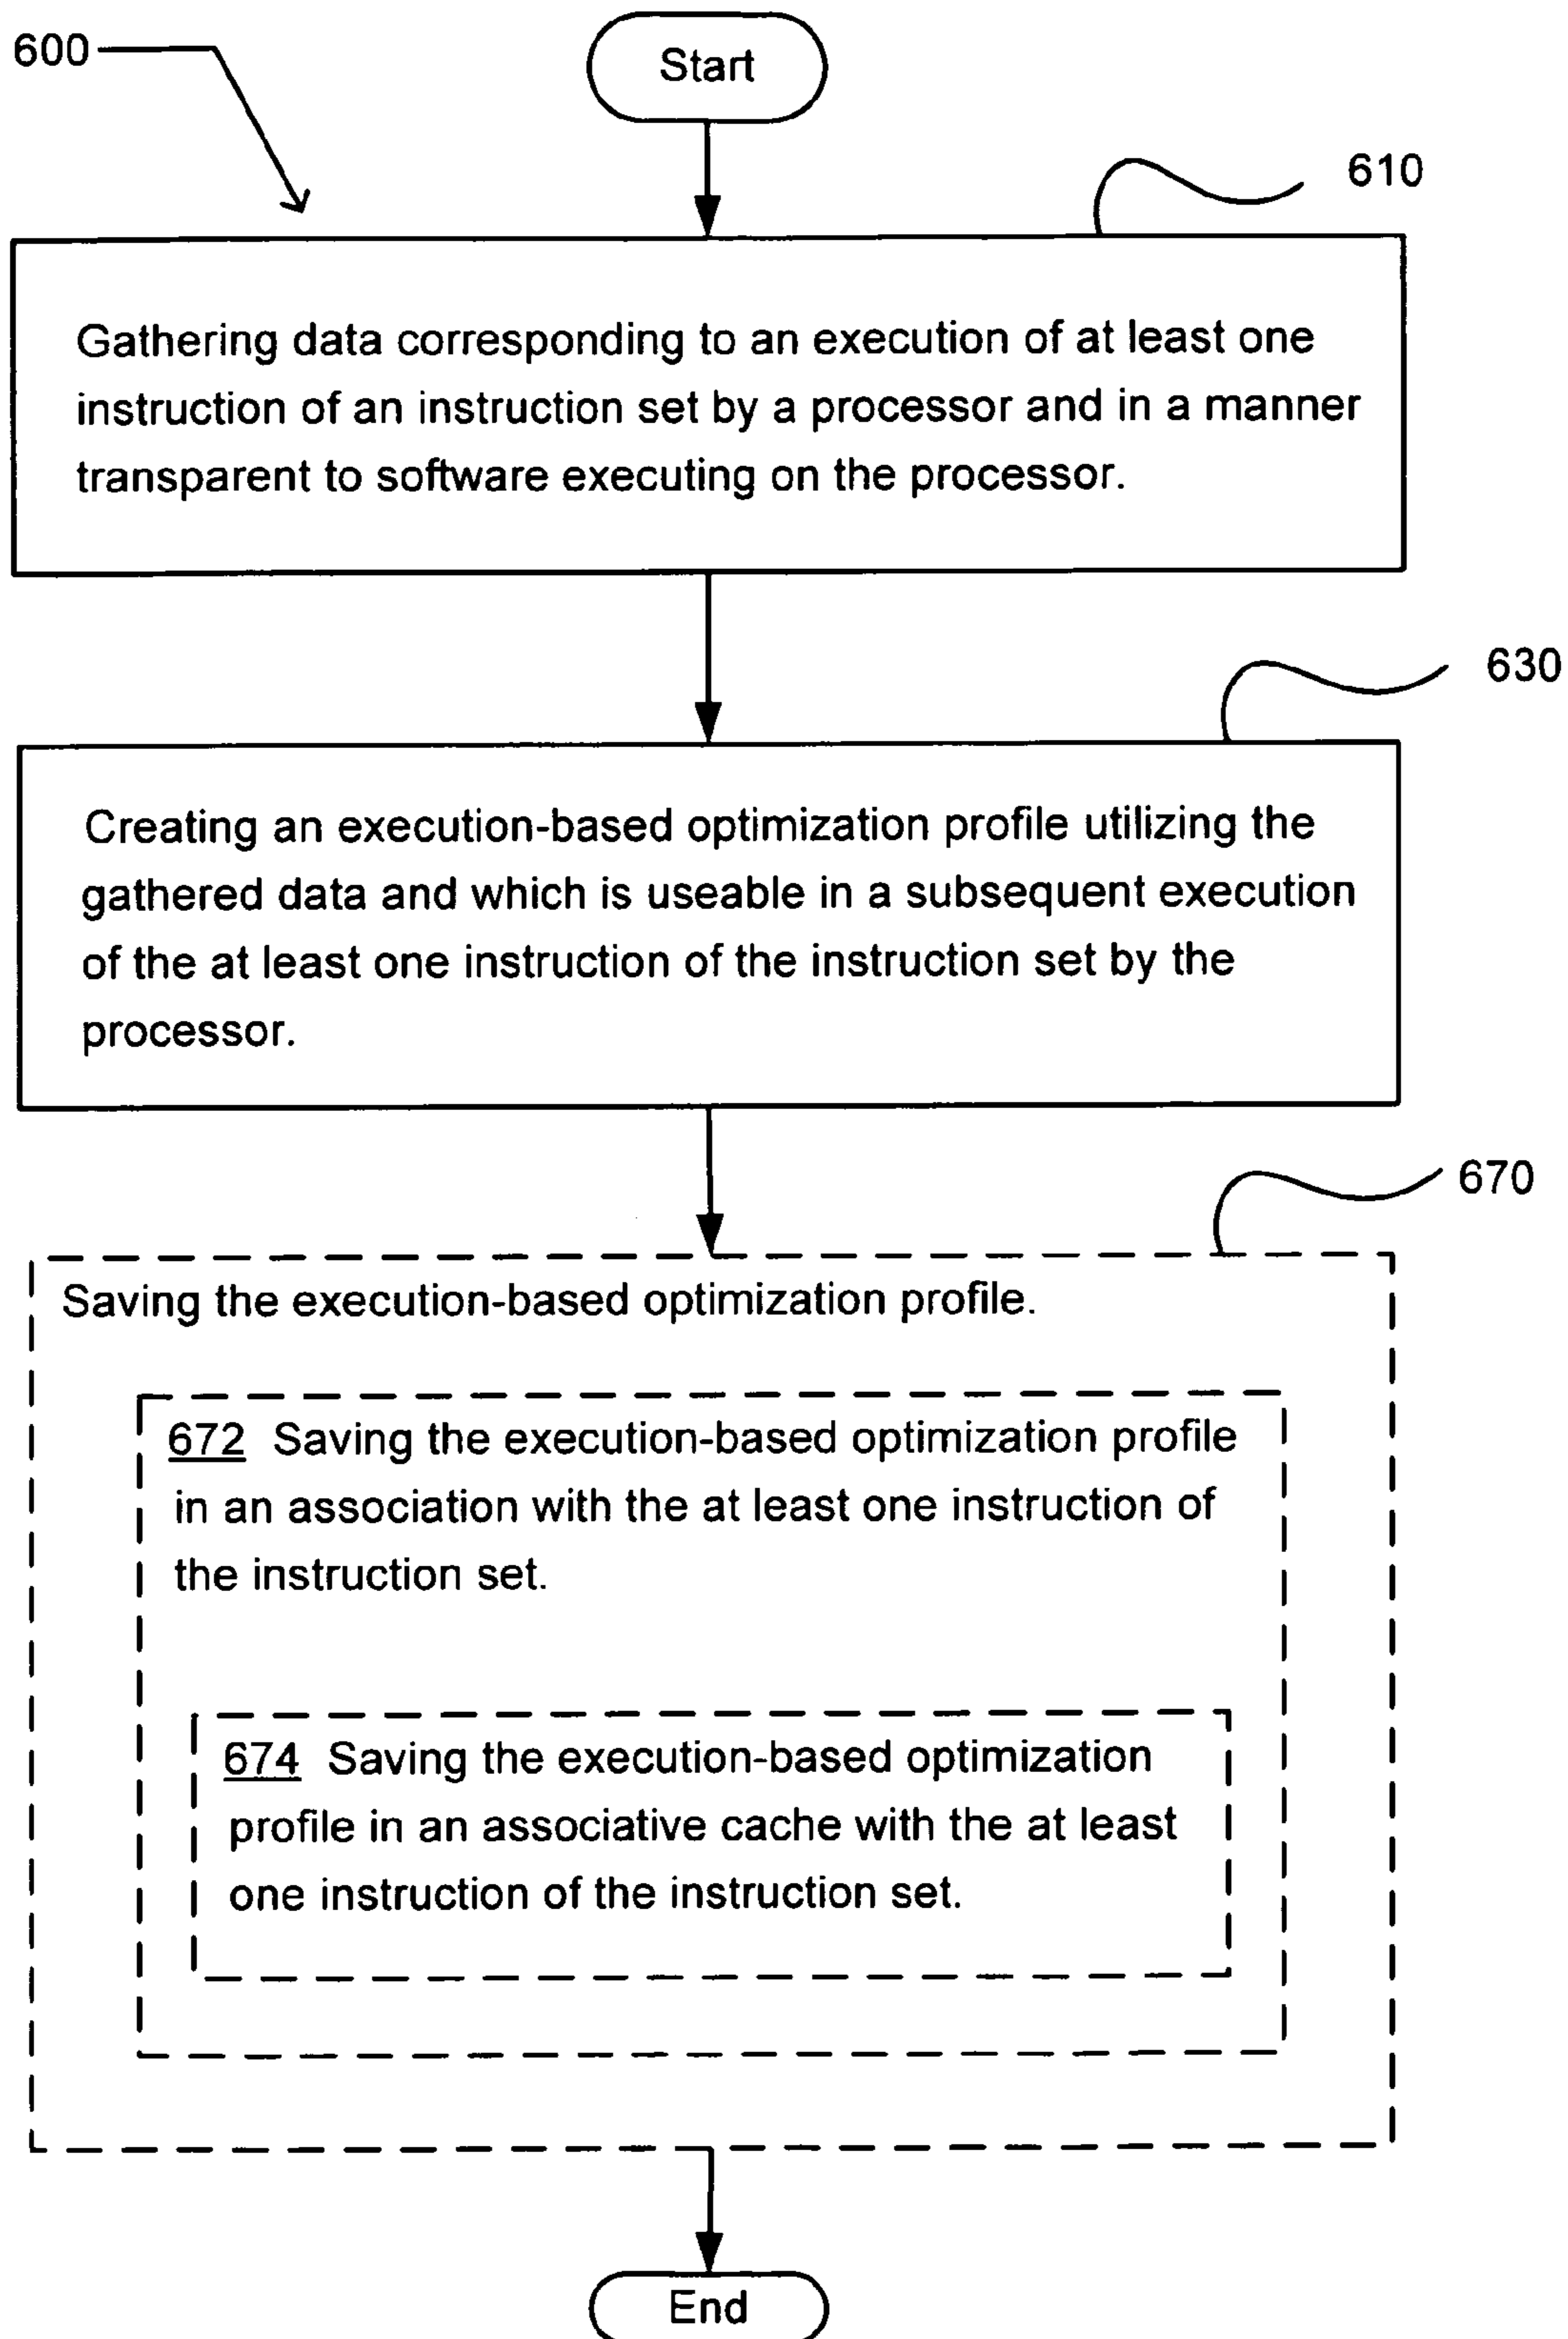 600
Start
610
Gathering data corresponding to an execution of at least one
instruction of an instruction set by a processor and in a manner
transparent to software executing on the processor.
630
Creating an execution-based optimization profile utilizing the
gathered data and which is useable in a subsequent execution
of the at least one instruction of the instruction set by the
processor.
670
Saving the execution-based optimization profile.
672 Saving the execution-based optimization profile
in an association with the at least one instruction of
the instruction set.
674 Saving the execution-based optimization
profile in an associative cache with the at least
one instruction of the instruction set.
End